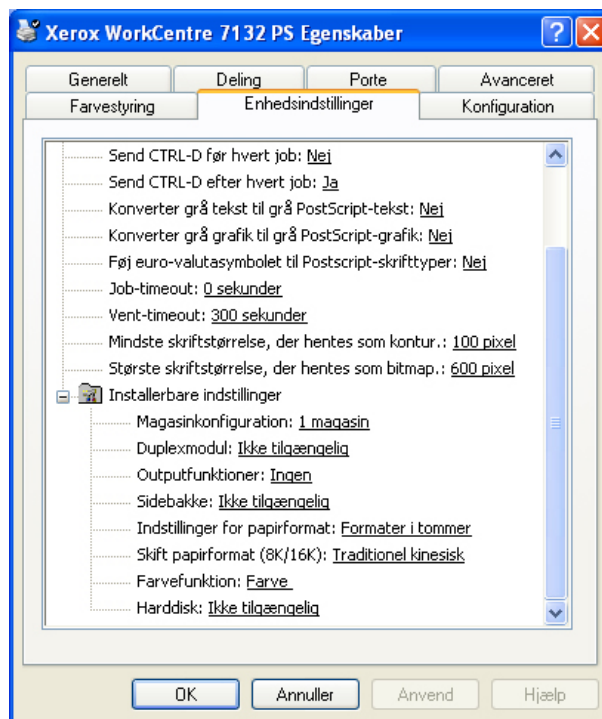 Xerox WorkCentre 7132 PS Egenskaber
Generelt Deling Porte Avanceret
Farvestyring Enhedsindstillinger Konfiguration
Send CTRL-D før hvert job: Nej
Send CTRL-D efter hvert job: Ja
Konverter grå tekst til grå PostScript-tekst: Nej
Konverter grå grafik til grå PostScript-grafik: Nej
Føj euro-valutasymbolet til Postscript-skrifttyper: Nej
Job-timeout: 0 sekunder
Vent-timeout: 300 sekunder
Mindste skriftstørrelse, der hentes som kontur.: 100 pixel
Største skriftstørrelse, der hentes som bitmap.: 600 pixel
Installerbare indstillinger
Magasinkonfiguration: 1 magasin
Duplexmodul: Ikke tilgængelig
Outputfunktioner: Ingen
Sidebakke: Ikke tilgængelig
Indstillinger for papirformat: Formater i tommer
Skift papirformat (8K/16K): Traditionel kinesisk
Farvefunktion: Farve
Harddisk: Ikke tilgængelig
OK Annuller Anvend Hjælp